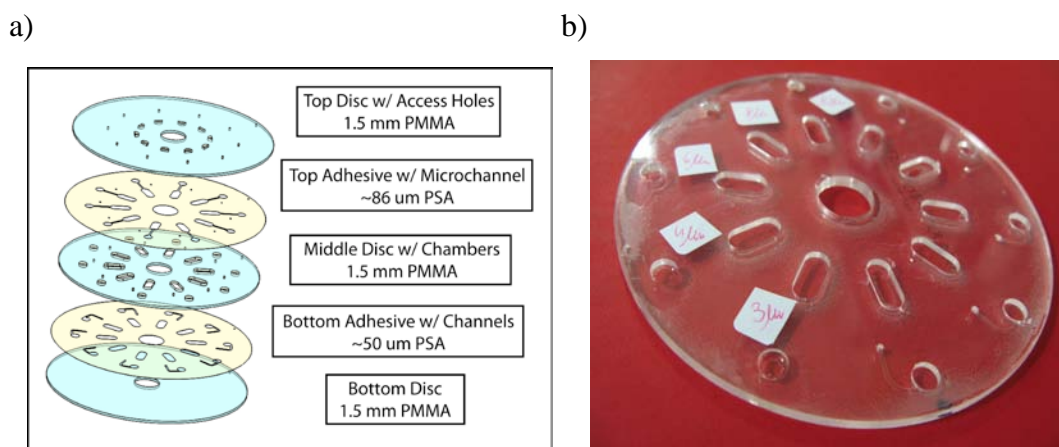 a)
b)
Top Disc w/ Access Holes
1.5 mm PMMA
Top Adhesive w/ Microchannel
~86 um PSA
Middle Disc w/ Chambers
1.5 mm PMMA
Bottom Adhesive w/ Channels
~50 um PSA
Bottom Disc
1.5 mm PMMA